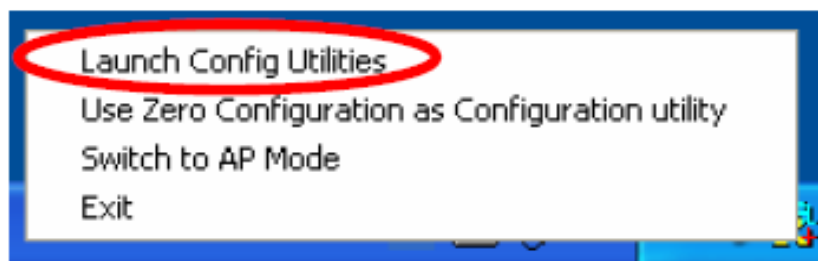 Launch Config Utilities
Use Zero Configuration as Configuration utility
Switch to AP Mode
Exit